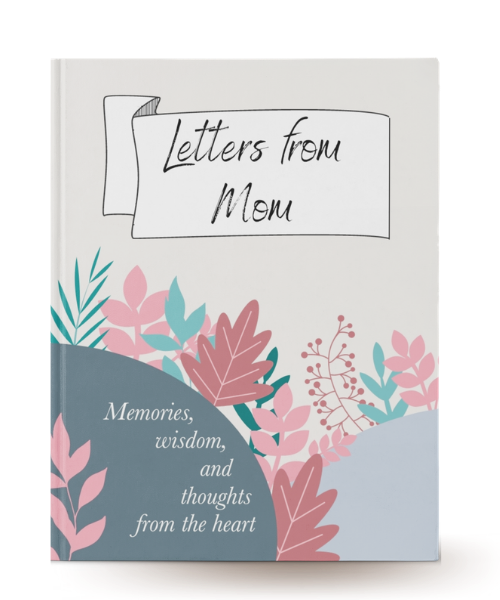 Letters from
Mom
Memories,
wisdom,
and
thoughts
from the heart